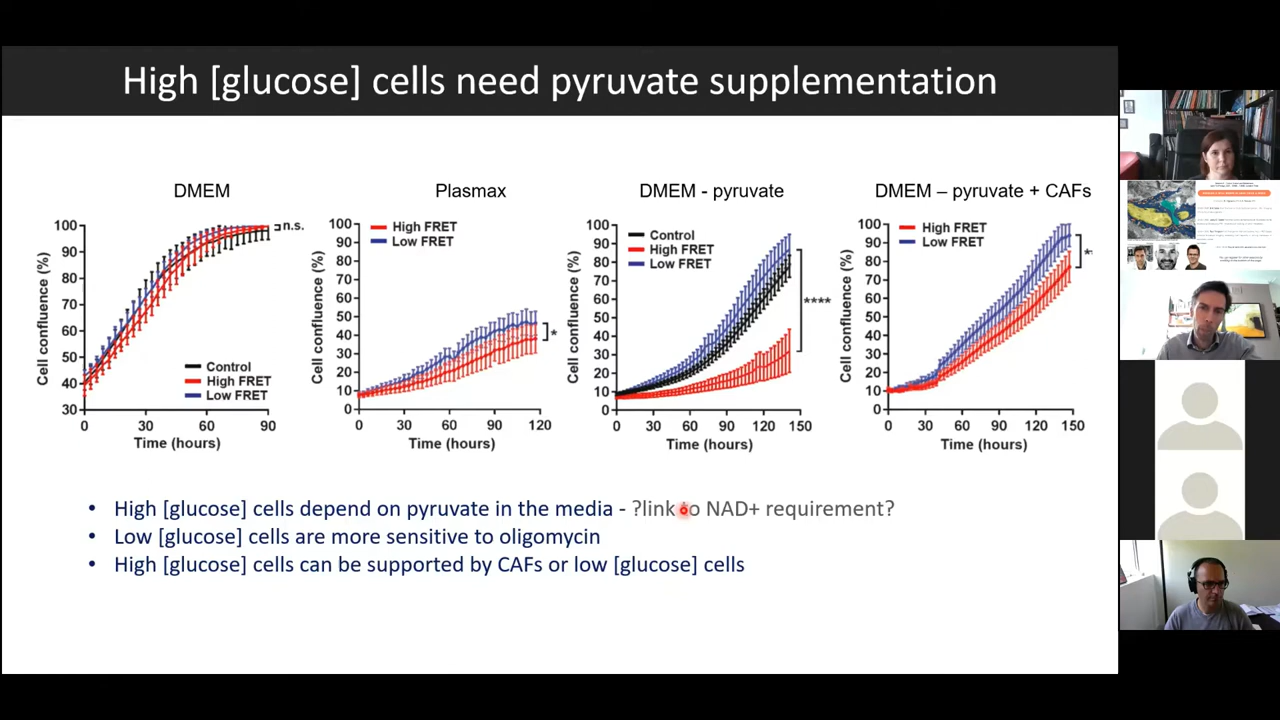 High [glucose] cells need pyruvate supplementation
DMEM
Plasmax
DMEM - pyruvate
DMEM – pyruvate + CAFs
Cell confluence (%)
100
90
80
70
60
50
40
30
0
30
60
90
Time (hours)
n.s.
Control
High FRET
Low FRET
Cell confluence (%)
100
90
80
70
60
50
40
30
20
10
0
0
30
60
90
120
Time (hours)
High FRET
Low FRET
*
Cell confluence (%)
100
90
80
70
60
50
40
30
20
10
0
0
30
60
90
120
150
Time (hours)
Control
High FRET
Low FRET
****
Cell confluence (%)
100
90
80
70
60
50
40
30
20
10
0
0
30
60
90
120
150
Time (hours)
High FRET
Low FRET
*
• High [glucose] cells depend on pyruvate in the media - ?link to NAD+ requirement?
• Low [glucose] cells are more sensitive to oligomycin
• High [glucose] cells can be supported by CAFs or low [glucose] cells